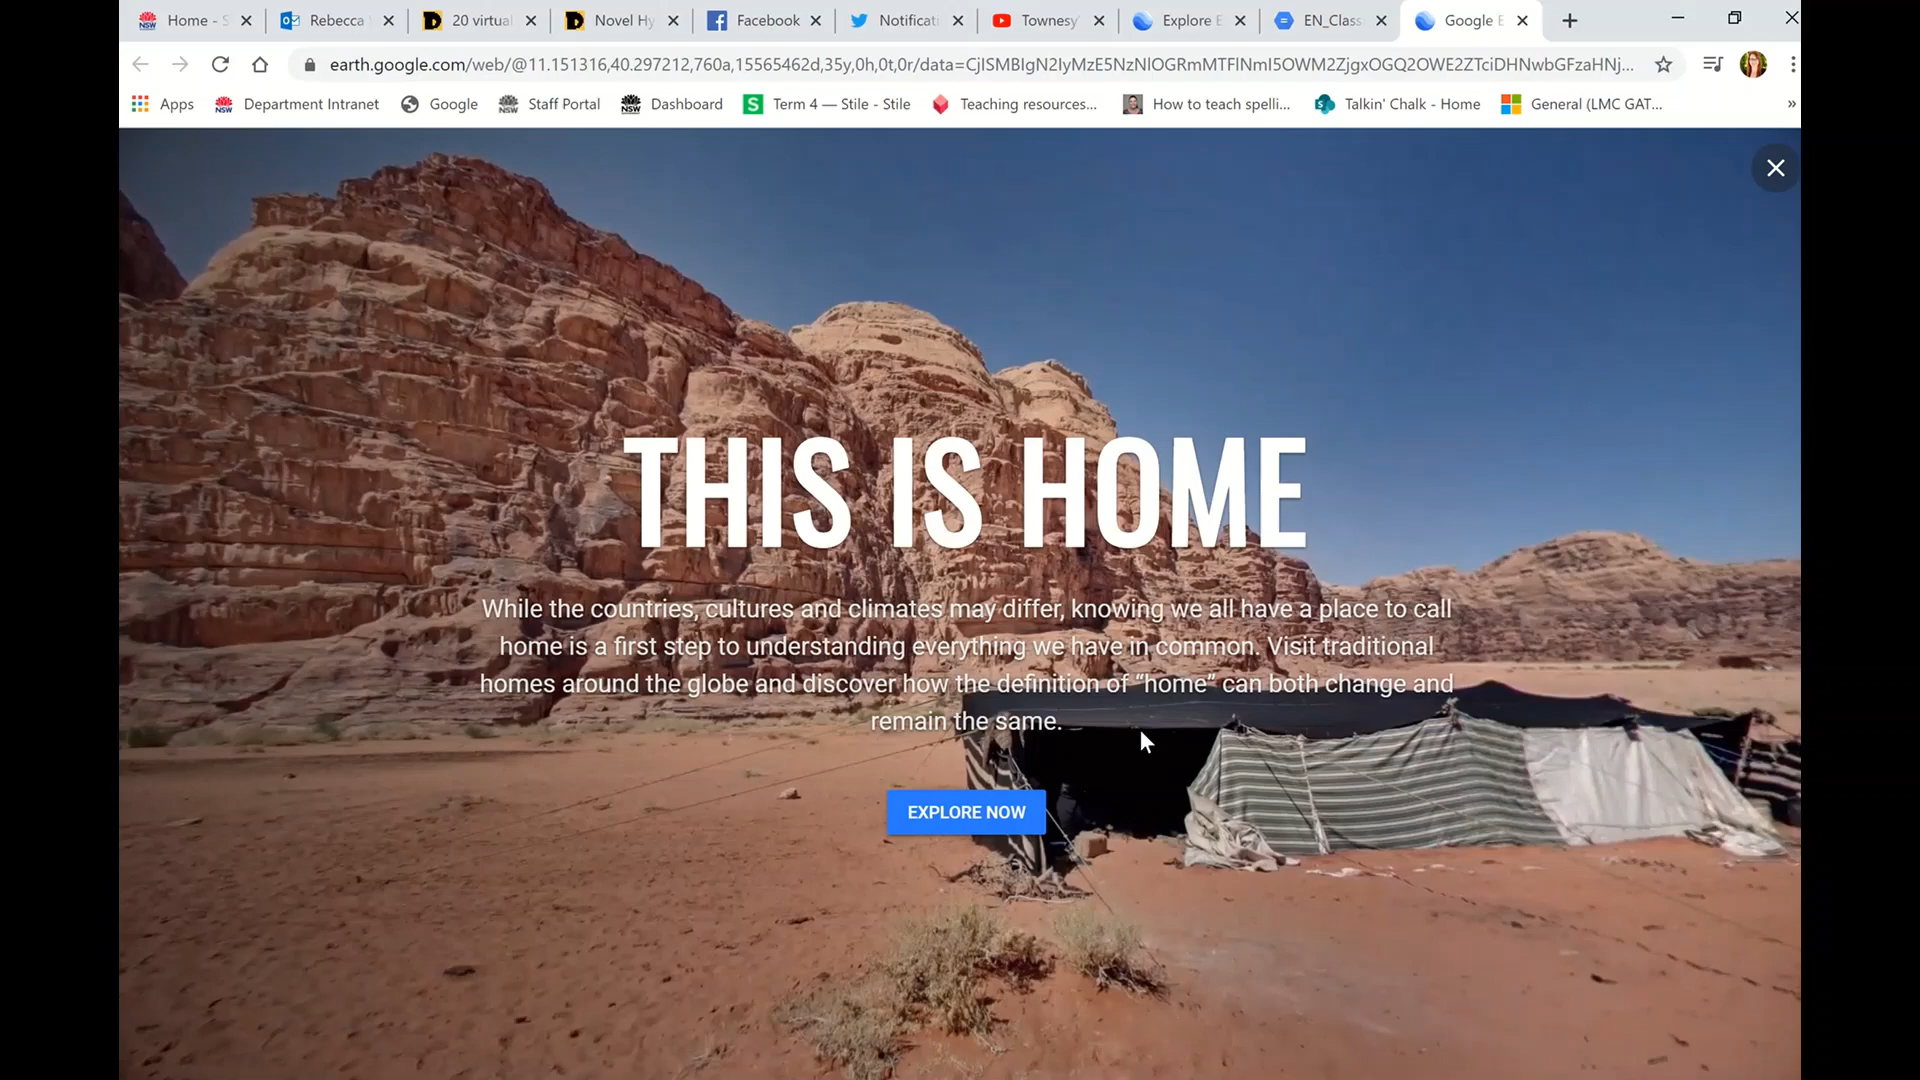 Home - S
Rebecca
20 virtual
Novel Hy
Facebook
Notificati
Townesy
Explore E
EN_Class
Google E
earth.google.com/web/@11.151316,40.297212,760a,15565462d,35y,0h,0t,0r/data=CjISMBIgN2IyMzE5NzNlOGRmMTFlNmI5OWM2ZjgxOGQ2OWE2ZTciDHNwbGFzaHNj...
Apps
Department Intranet
Google
Staff Portal
Dashboard
Term 4 — Stile - Stile
Teaching resources...
How to teach spelli...
Talkin' Chalk - Home
General (LMC GAT...
»
THIS IS HOME
While the countries, cultures and climates may differ, knowing we all have a place to call
home is a first step to understanding everything we have in common. Visit traditional
homes around the globe and discover how the definition of “home” can both change and
remain the same.
EXPLORE NOW